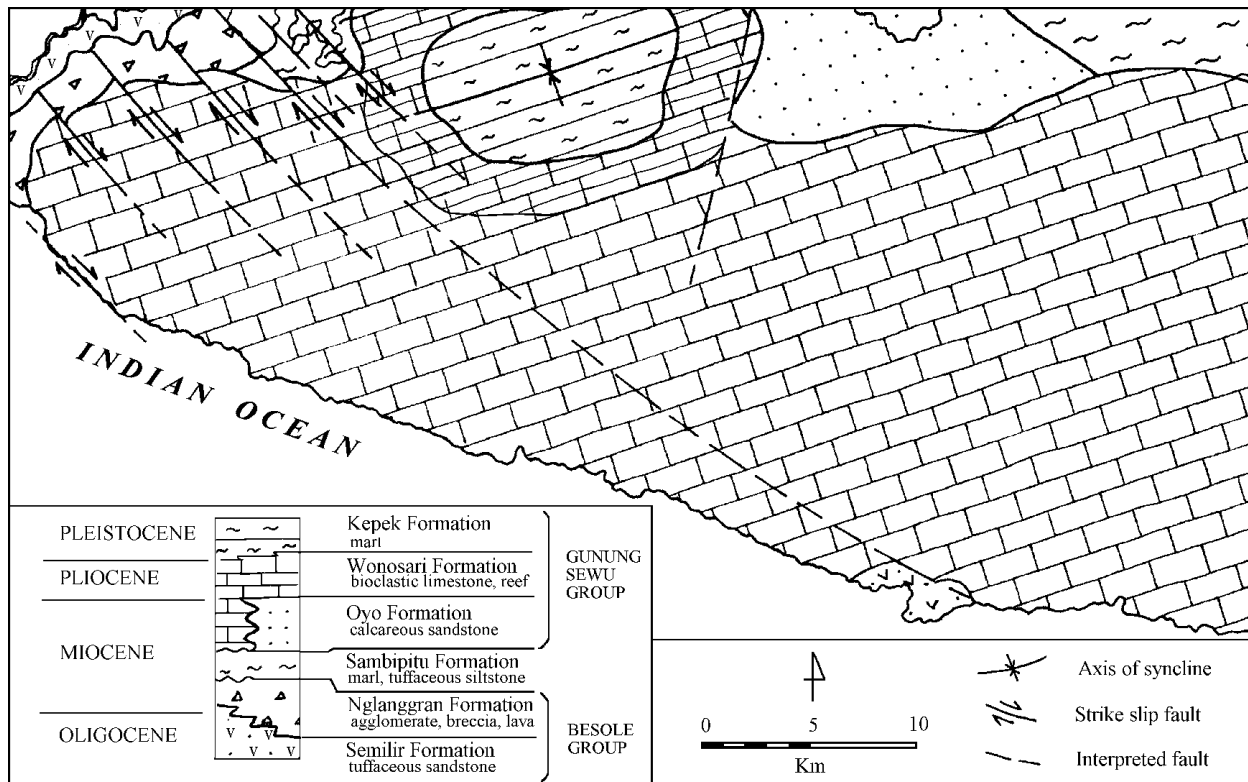 INDIAN OCEAN
PLEISTOCENE
PLIOCENE
MIOCENE
OLIGOCENE
Kepek Formation
marl
Wonosari Formation
bioclastic limestone, reef
Oyo Formation
calcareous sandstone
Sambipitu Formation
marl, tuffaceous siltstone
Nglanggran Formation
agglomerate, breccia, lava
Semilir Formation
tuffaceous sandstone
GUNUNG
SEWU
GROUP
BESOLE
GROUP
0 5 10
Km
Axis of syncline
Strike slip fault
Interpreted fault